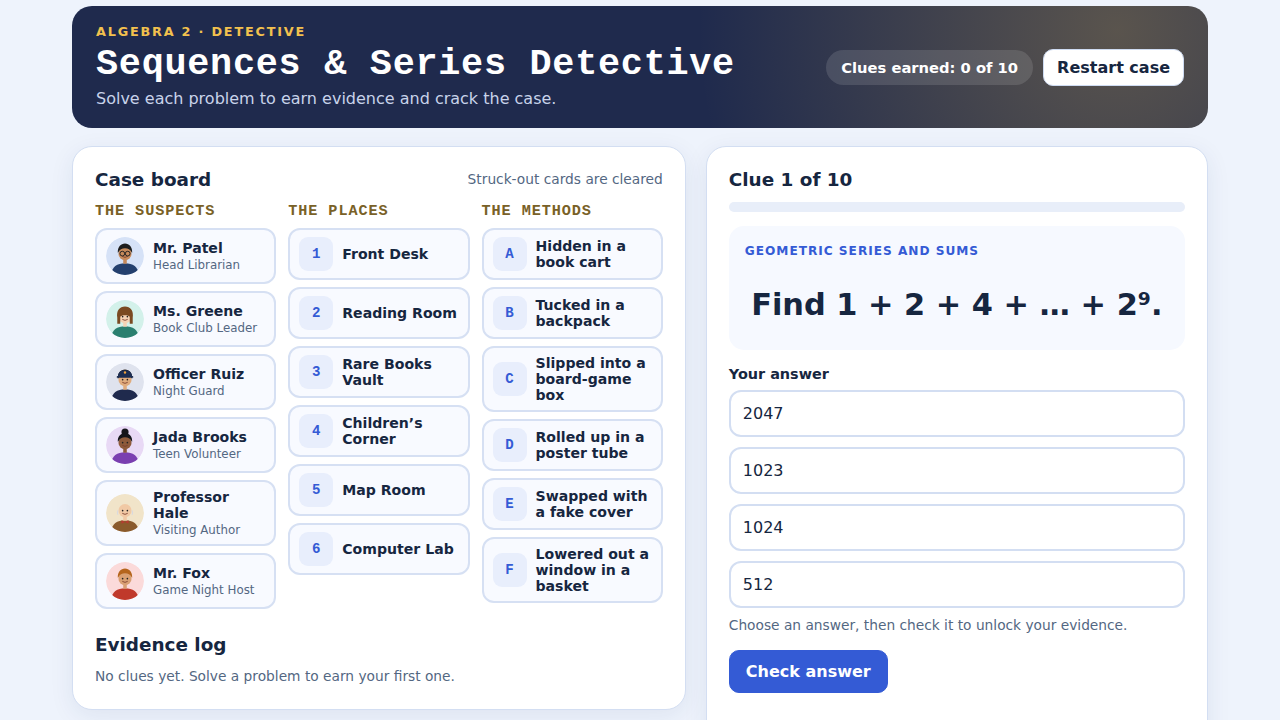 ALGEBRA 2 · DETECTIVE
Sequences & Series Detective
Solve each problem to earn evidence and crack the case.
Clues earned: 0 of 10
Restart case
Case board
Struck-out cards are cleared
THE SUSPECTS
Mr. Patel
Head Librarian
Ms. Greene
Book Club Leader
Officer Ruiz
Night Guard
Jada Brooks
Teen Volunteer
Professor
Hale
Visiting Author
Mr. Fox
Game Night Host
THE PLACES
1
Front Desk
2
Reading Room
3
Rare Books
Vault
4
Children’s
Corner
5
Map Room
6
Computer Lab
THE METHODS
A
Hidden in a
book cart
B
Tucked in a
backpack
C
Slipped into a
board-game
box
D
Rolled up in a
poster tube
E
Swapped with
a fake cover
F
Lowered out a
window in a
basket
Evidence log
No clues yet. Solve a problem to earn your first one.
Clue 1 of 10
GEOMETRIC SERIES AND SUMS
Find 1 + 2 + 4 + … + 2⁹.
Your answer
2047
1023
1024
512
Choose an answer, then check it to unlock your evidence.
Check answer